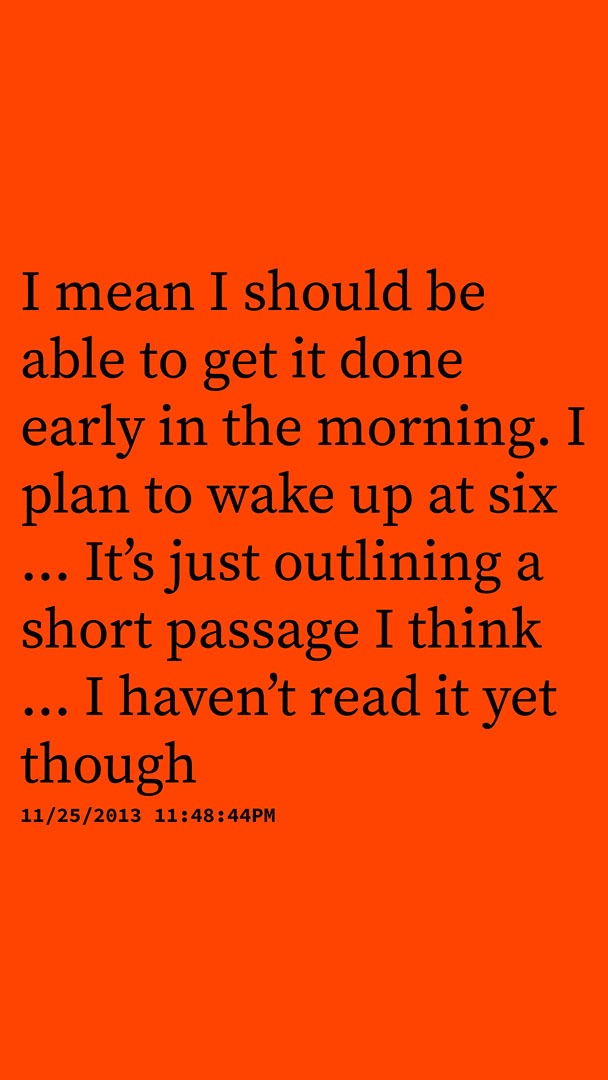 I mean I should be
able to get it done
early in the morning. I
plan to wake up at six
… It’s just outlining a
short passage I think
… I haven’t read it yet
though
11/25/2013 11:48:44PM